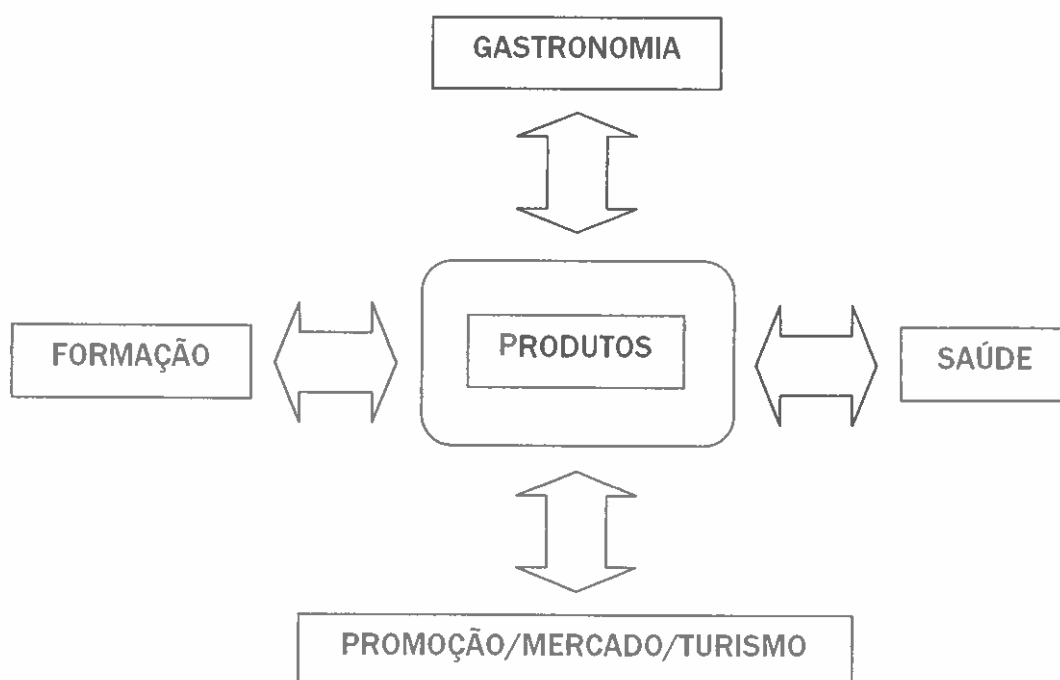 GASTRONOMIA
FORMAÇÃO
PRODUTOS
SAÚDE
PROMOÇÃO/MERCADO/TURISMO